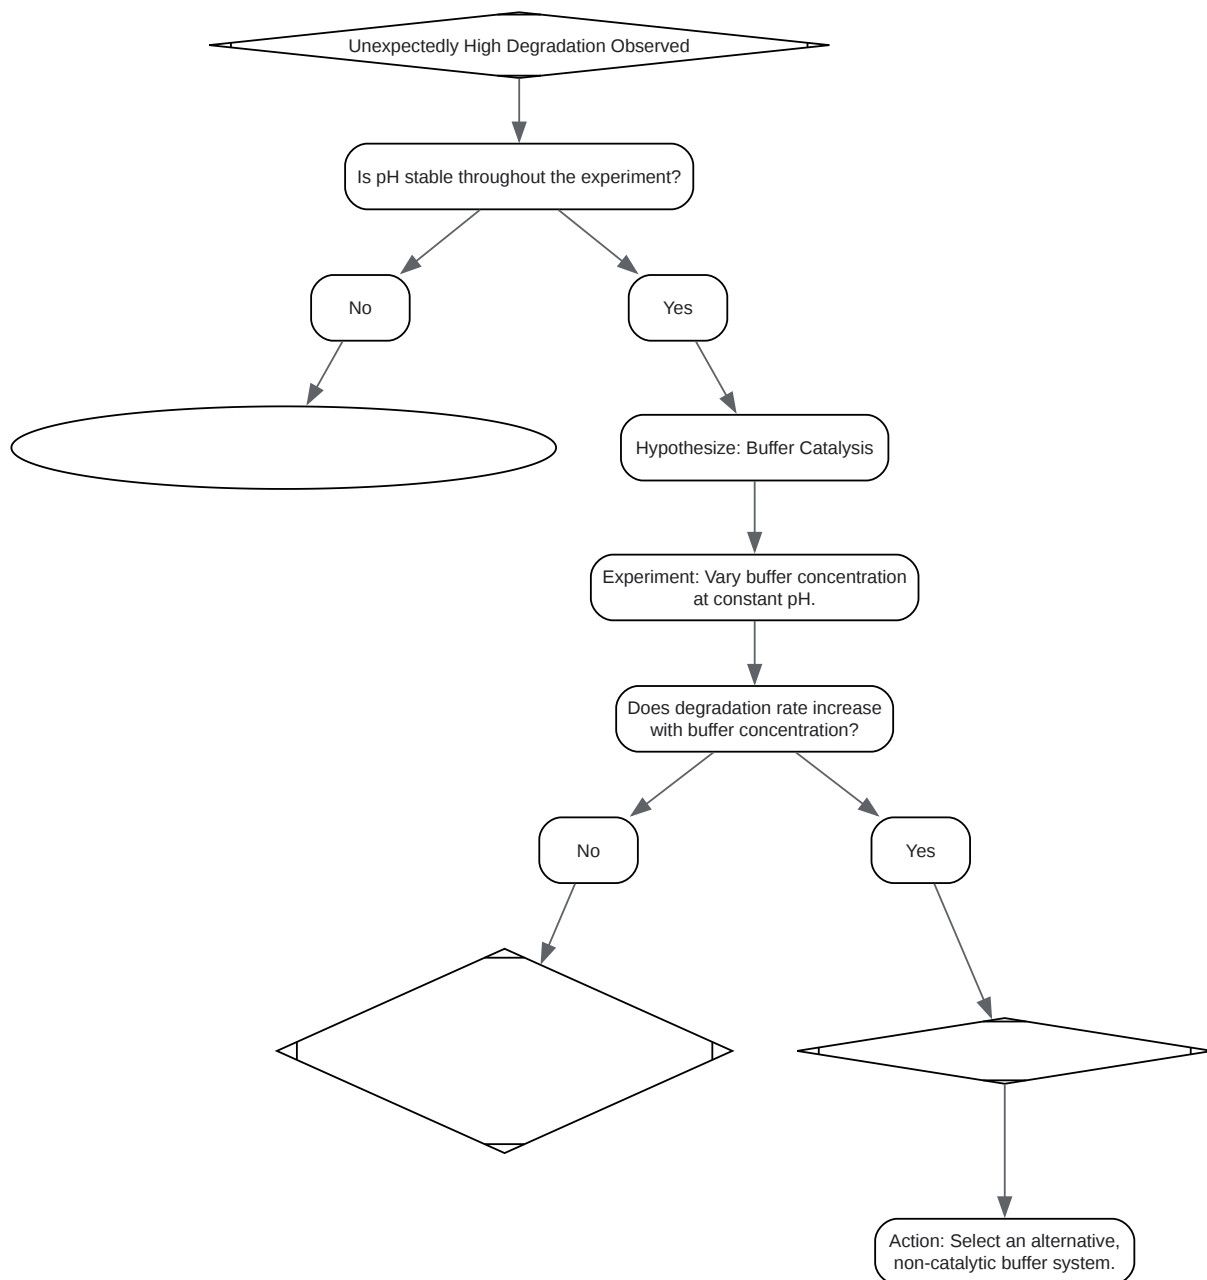 Unexpectedly High Degradation Observed
Is pH stable throughout the experiment?
No
Yes
Hypothesize: Buffer Catalysis
Experiment: Vary buffer concentration
at constant pH.
Does degradation rate increase
with buffer concentration?
No
Yes
Action: Select an alternative,
non-catalytic buffer system.